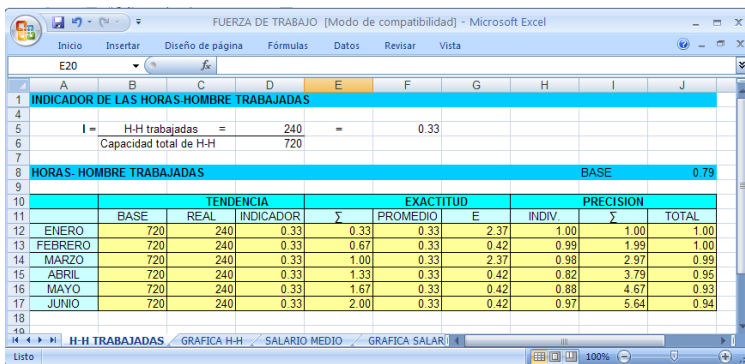 FUERZA DE TRABAJO [Modo de compatibilidad] - Microsoft Excel
Inicio Insertar Diseño de página Fórmulas Datos Revisar Vista
E20 fx
A B C D E F G H I J
1 INDICADOR DE LAS HORAS-HOMBRE TRABAJADAS
4
5 I = H-H trabajadas = 240 = 0.33
6 Capacidad total de H-H 720
7
8 HORAS- HOMBRE TRABAJADAS BASE 0.79
9
10 TENDENCIA EXACTITUD PRECISION
11 BASE REAL INDICADOR ∑ PROMEDIO E INDIV. ∑ TOTAL
12 ENERO 720 240 0.33 0.33 0.33 2.37 1.00 1.00 1.00
13 FEBRERO 720 240 0.33 0.67 0.33 0.42 0.99 1.99 1.00
14 MARZO 720 240 0.33 1.00 0.33 2.37 0.98 2.97 0.99
15 ABRIL 720 240 0.33 1.33 0.33 0.42 0.82 3.79 0.95
16 MAYO 720 240 0.33 1.67 0.33 0.42 0.88 4.67 0.93
17 JUNIO 720 240 0.33 2.00 0.33 0.42 0.97 5.64 0.94
18
19
H-H TRABAJADAS GRAFICA H-H SALARIO MEDIO GRAFICA SALAR
Listo 100%